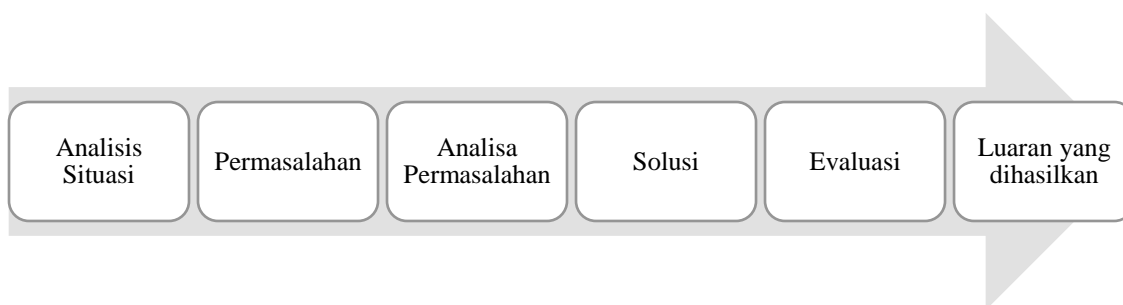 Analisis
Situasi
Permasalahan
Analisa
Permasalahan
Solusi
Evaluasi
Luaran yang
dihasilkan